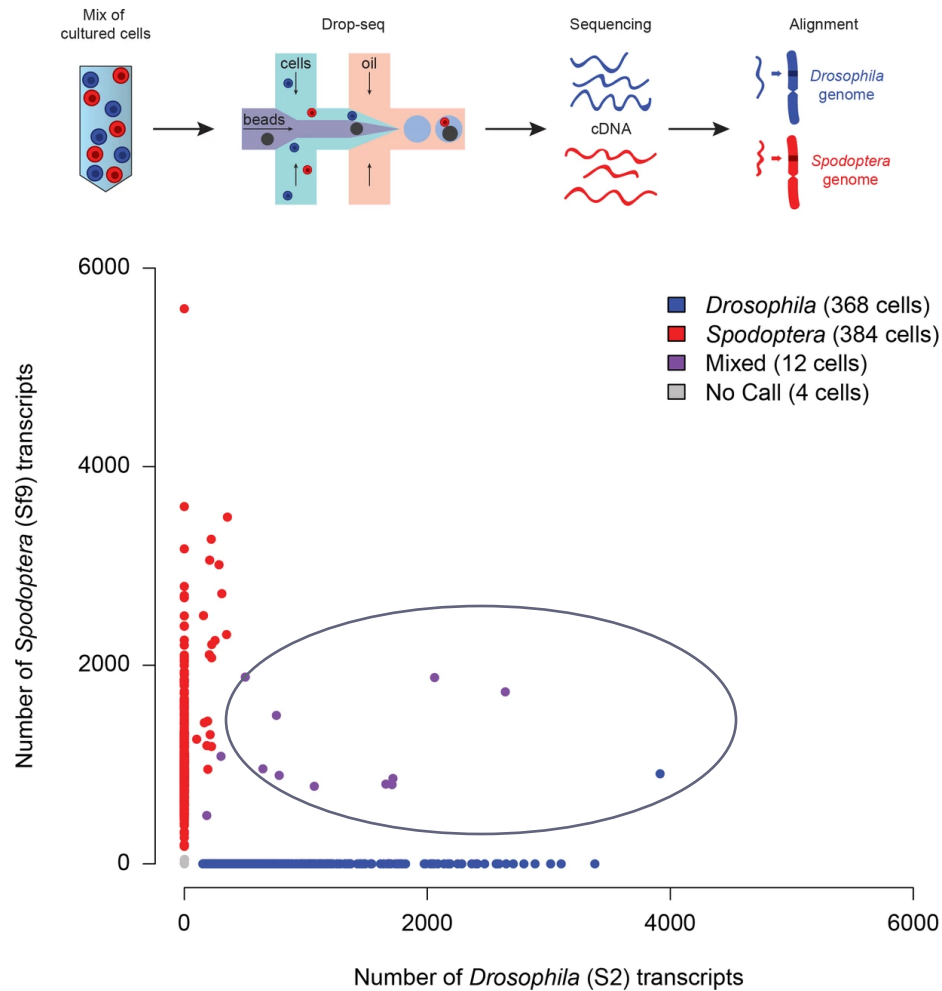 Mix of
cultured cells
Drop-seq
Sequencing
Alignment
cells
oil
beads
cDNA
Drosophila
genome
Spodoptera
genome
6000
4000
2000
0
Number of Spodoptera (Sf9) transcripts
Drosophila (368 cells)
Spodoptera (384 cells)
Mixed (12 cells)
No Call (4 cells)
0
2000
4000
6000
Number of Drosophila (S2) transcripts